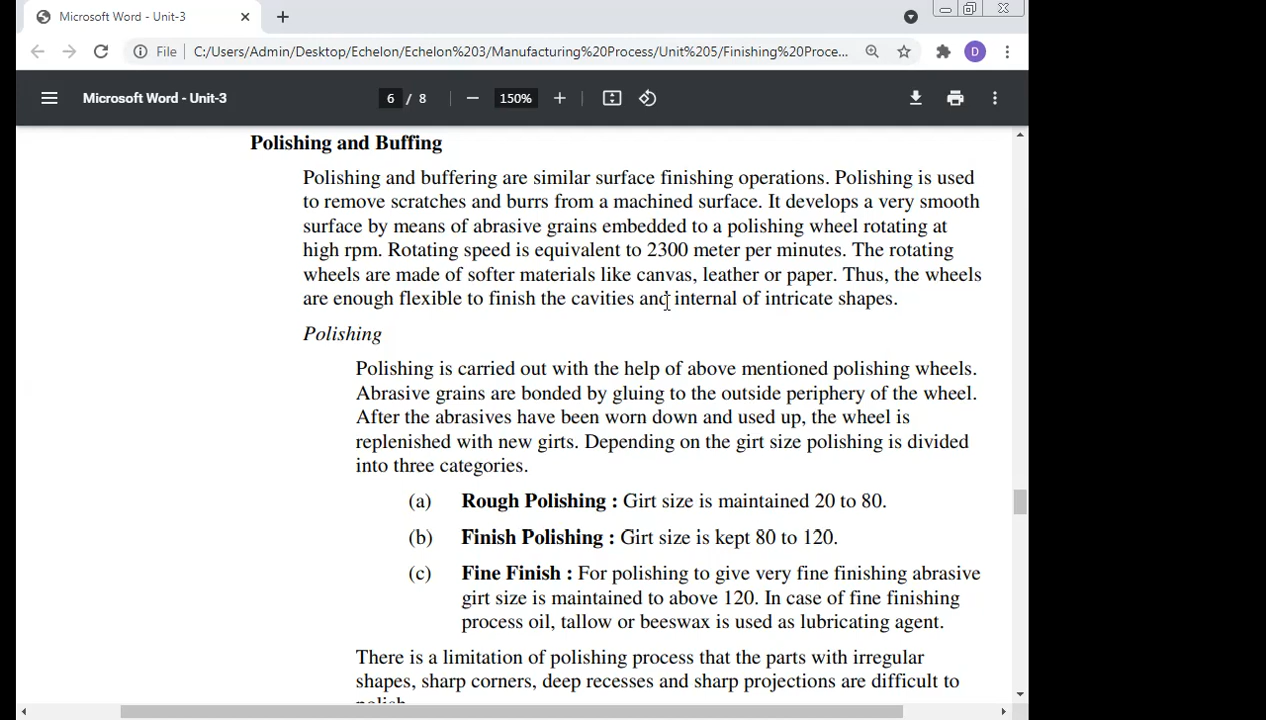 Microsoft Word - Unit-3
File C:/Users/Admin/Desktop/Echelon/Echelon%203/Manufacturing%20Process/Unit%205/Finishing%20Proce...
D
Microsoft Word - Unit-3 6 / 8 150%
Polishing and Buffing
Polishing and buffering are similar surface finishing operations. Polishing is used
to remove scratches and burrs from a machined surface. It develops a very smooth
surface by means of abrasive grains embedded to a polishing wheel rotating at
high rpm. Rotating speed is equivalent to 2300 meter per minutes. The rotating
wheels are made of softer materials like canvas, leather or paper. Thus, the wheels
are enough flexible to finish the cavities and internal of intricate shapes.
Polishing
Polishing is carried out with the help of above mentioned polishing wheels.
Abrasive grains are bonded by gluing to the outside periphery of the wheel.
After the abrasives have been worn down and used up, the wheel is
replenished with new girts. Depending on the girt size polishing is divided
into three categories.
(a) Rough Polishing : Girt size is maintained 20 to 80.
(b) Finish Polishing : Girt size is kept 80 to 120.
(c) Fine Finish : For polishing to give very fine finishing abrasive
girt size is maintained to above 120. In case of fine finishing
process oil, tallow or beeswax is used as lubricating agent.
There is a limitation of polishing process that the parts with irregular
shapes, sharp corners, deep recesses and sharp projections are difficult to
polish.